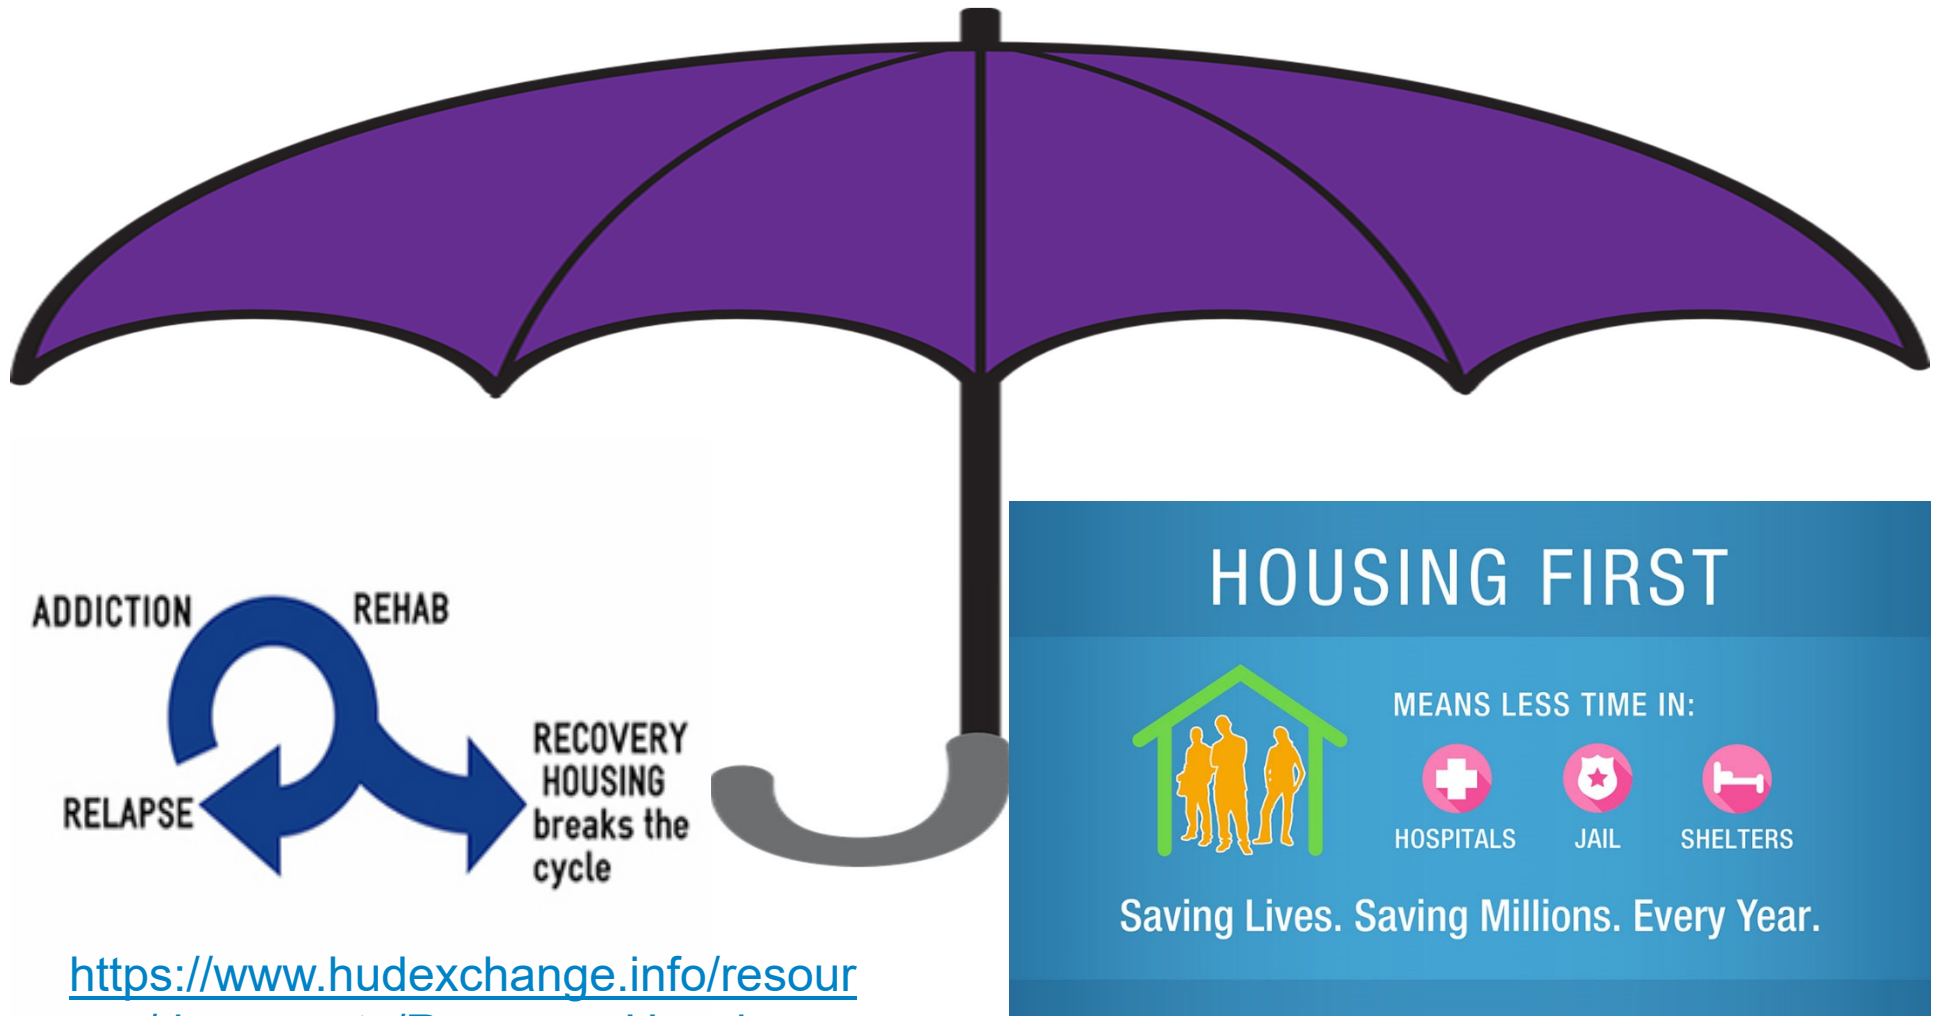 ADDICTION
REHAB
RELAPSE
RECOVERY
HOUSING
breaks the
cycle
https://www.hudexchange.info/resour
HOUSING FIRST
MEANS LESS TIME IN:
HOSPITALS
JAIL
SHELTERS
Saving Lives. Saving Millions. Every Year.